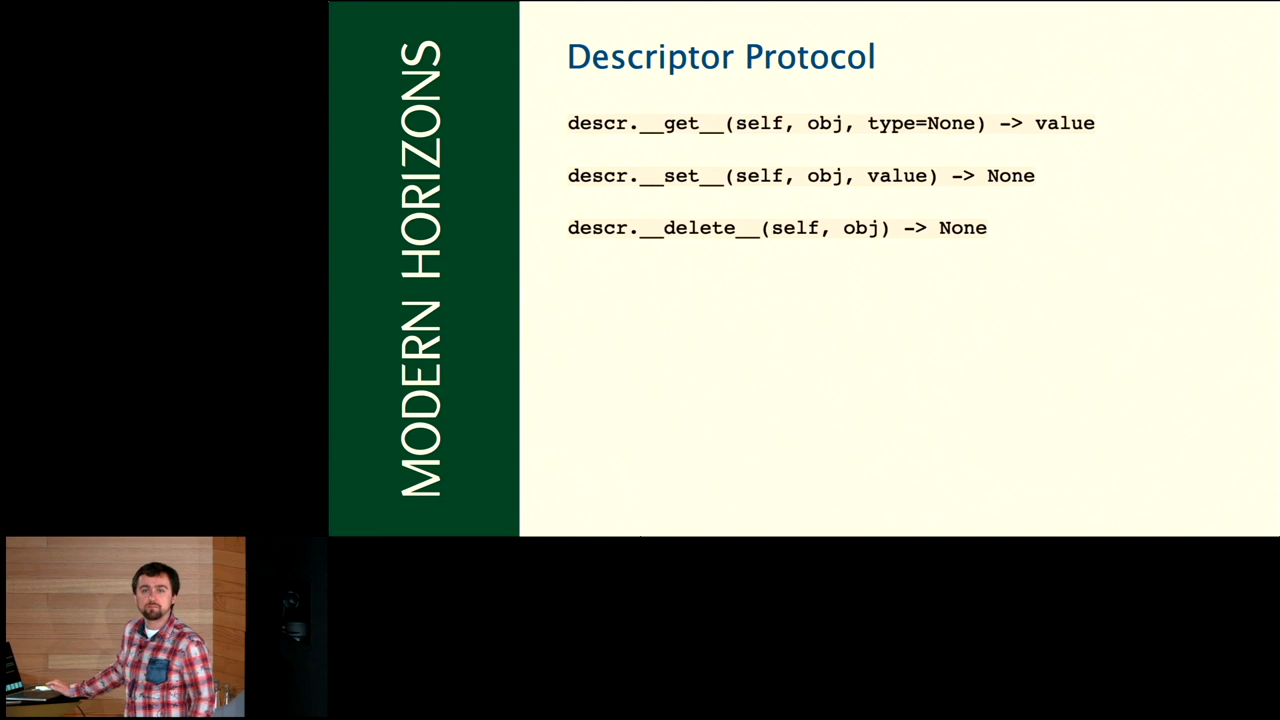 MODERN HORIZONS
Descriptor Protocol
descr.__get__(self, obj, type=None) -> value
descr.__set__(self, obj, value) -> None
descr.__delete__(self, obj) -> None